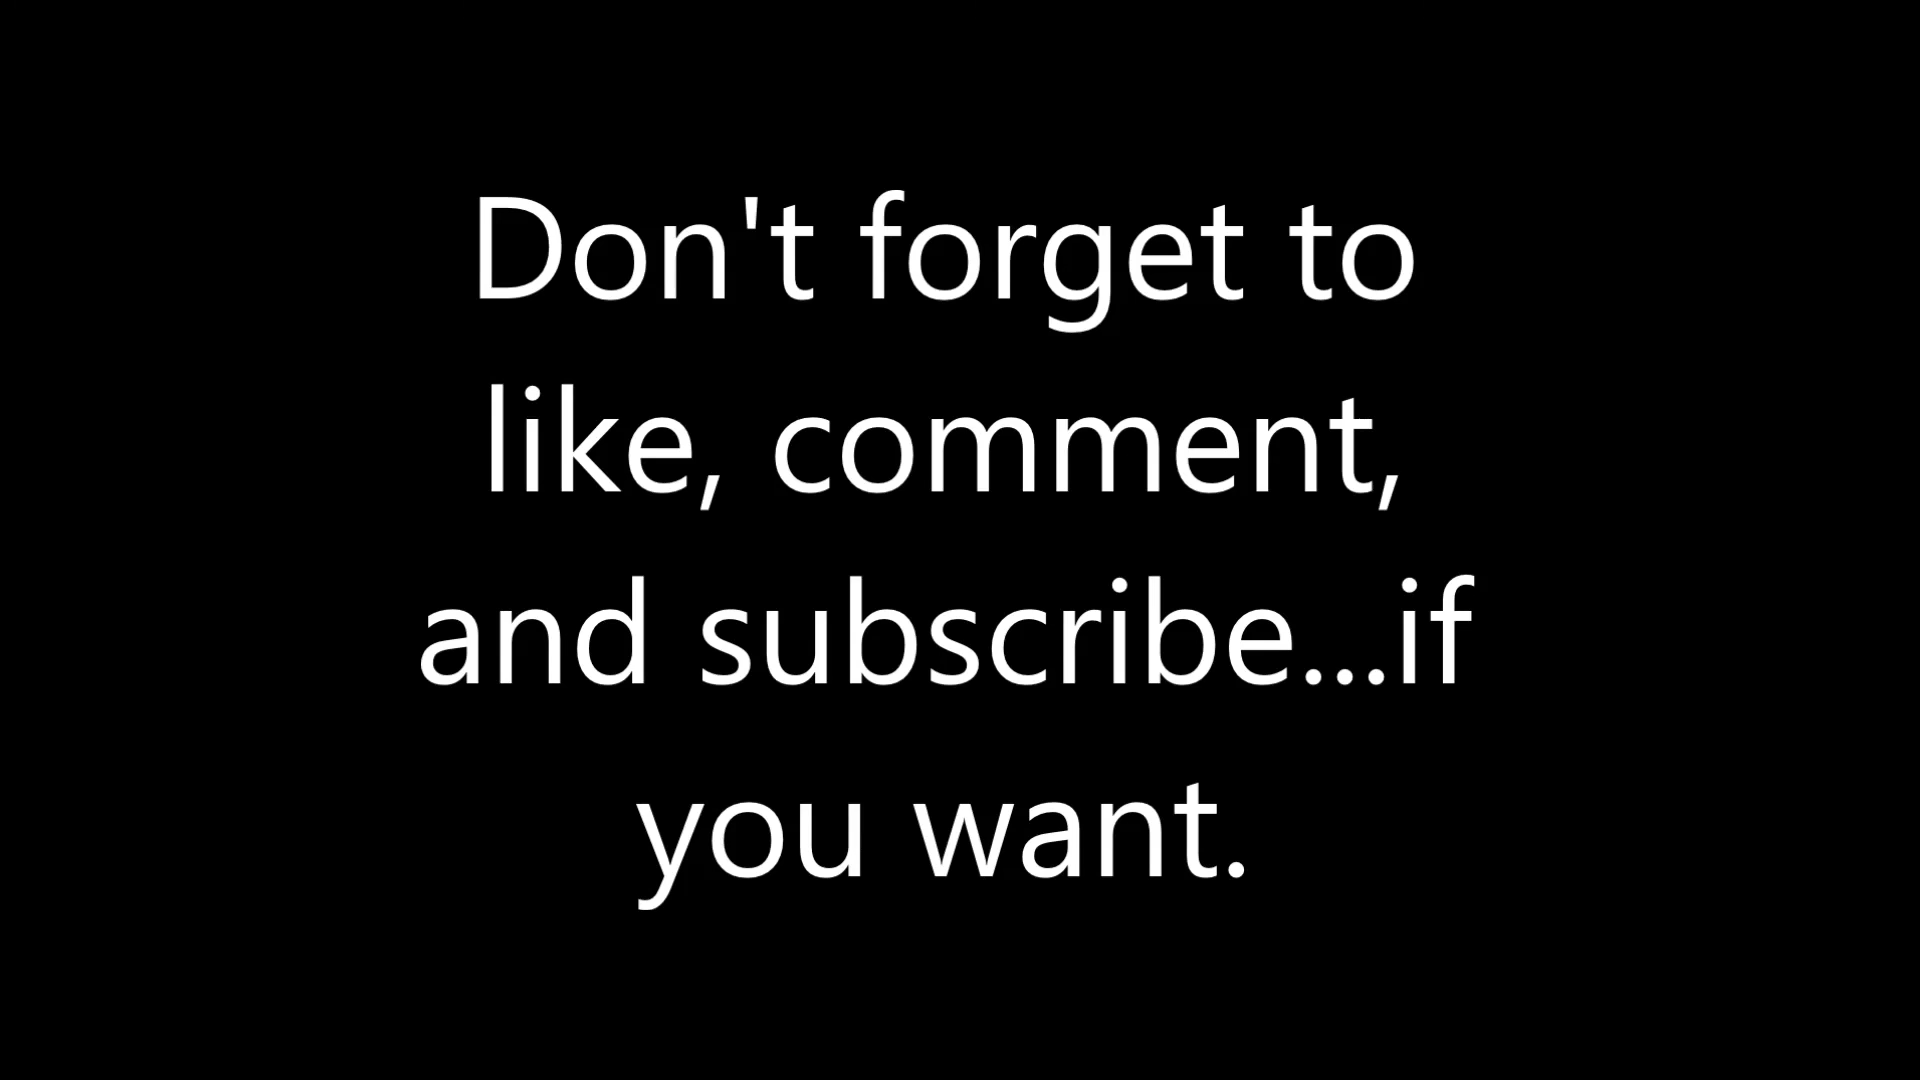 Don't forget to
like, comment,
and subscribe...if
you want.